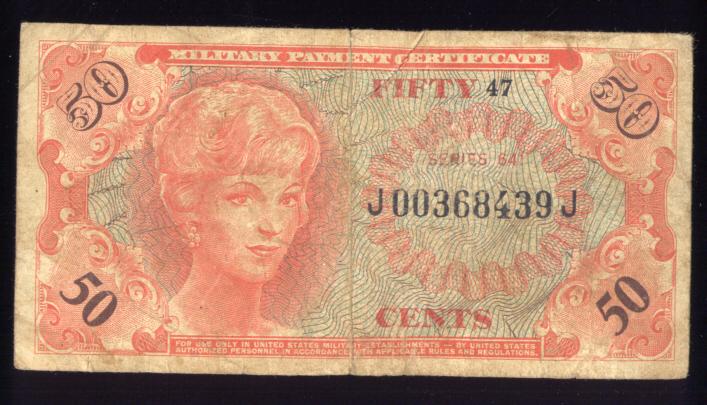 MILITARY PAYMENT CERTIFICATE
50
FIFTY 47
50
SERIES 641
J00368439J
50
CENTS
50
FOR USE ONLY IN UNITED STATES MILITARY ESTABLISHMENTS — BY UNITED STATES
AUTHORIZED PERSONNEL IN ACCORDANCE WITH APPLICABLE RULES AND REGULATIONS.